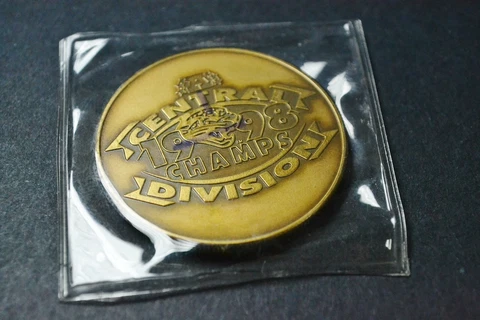 CENTRAL
1998
CHAMPS
DIVISION